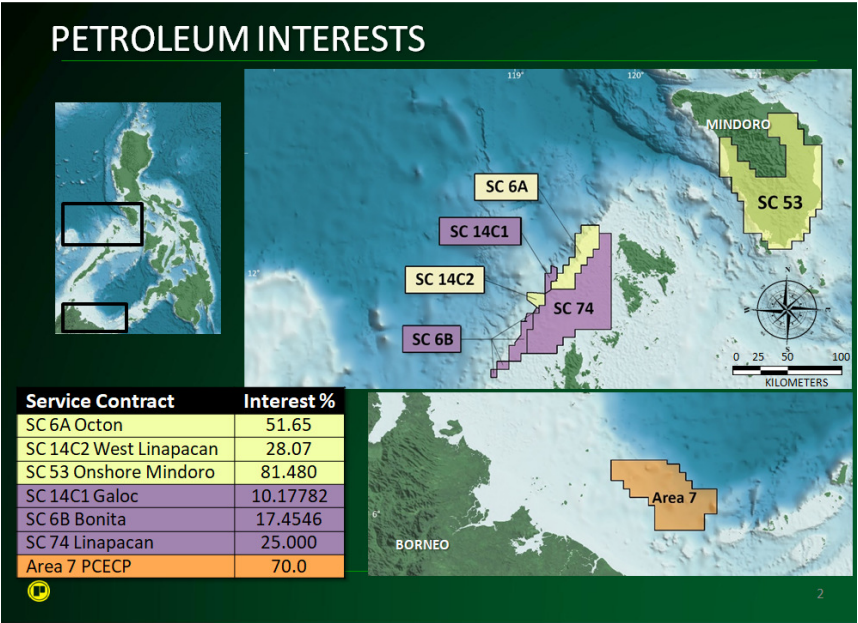 PETROLEUM INTERESTS
119°
120°
121°
MINDORO
SC 6A
SC 53
SC 14C1
12°
SC 14C2
SC 74
SC 6B
N
S
0 25 50 100
KILOMETERS
Service Contract Interest %
SC 6A Octon 51.65
SC 14C2 West Linapacan 28.07
SC 53 Onshore Mindoro 81.480
SC 14C1 Galoc 10.17782
SC 6B Bonita 17.4546
SC 74 Linapacan 25.000
Area 7 PCECP 70.0
Area 7
6°
BORNEO
2